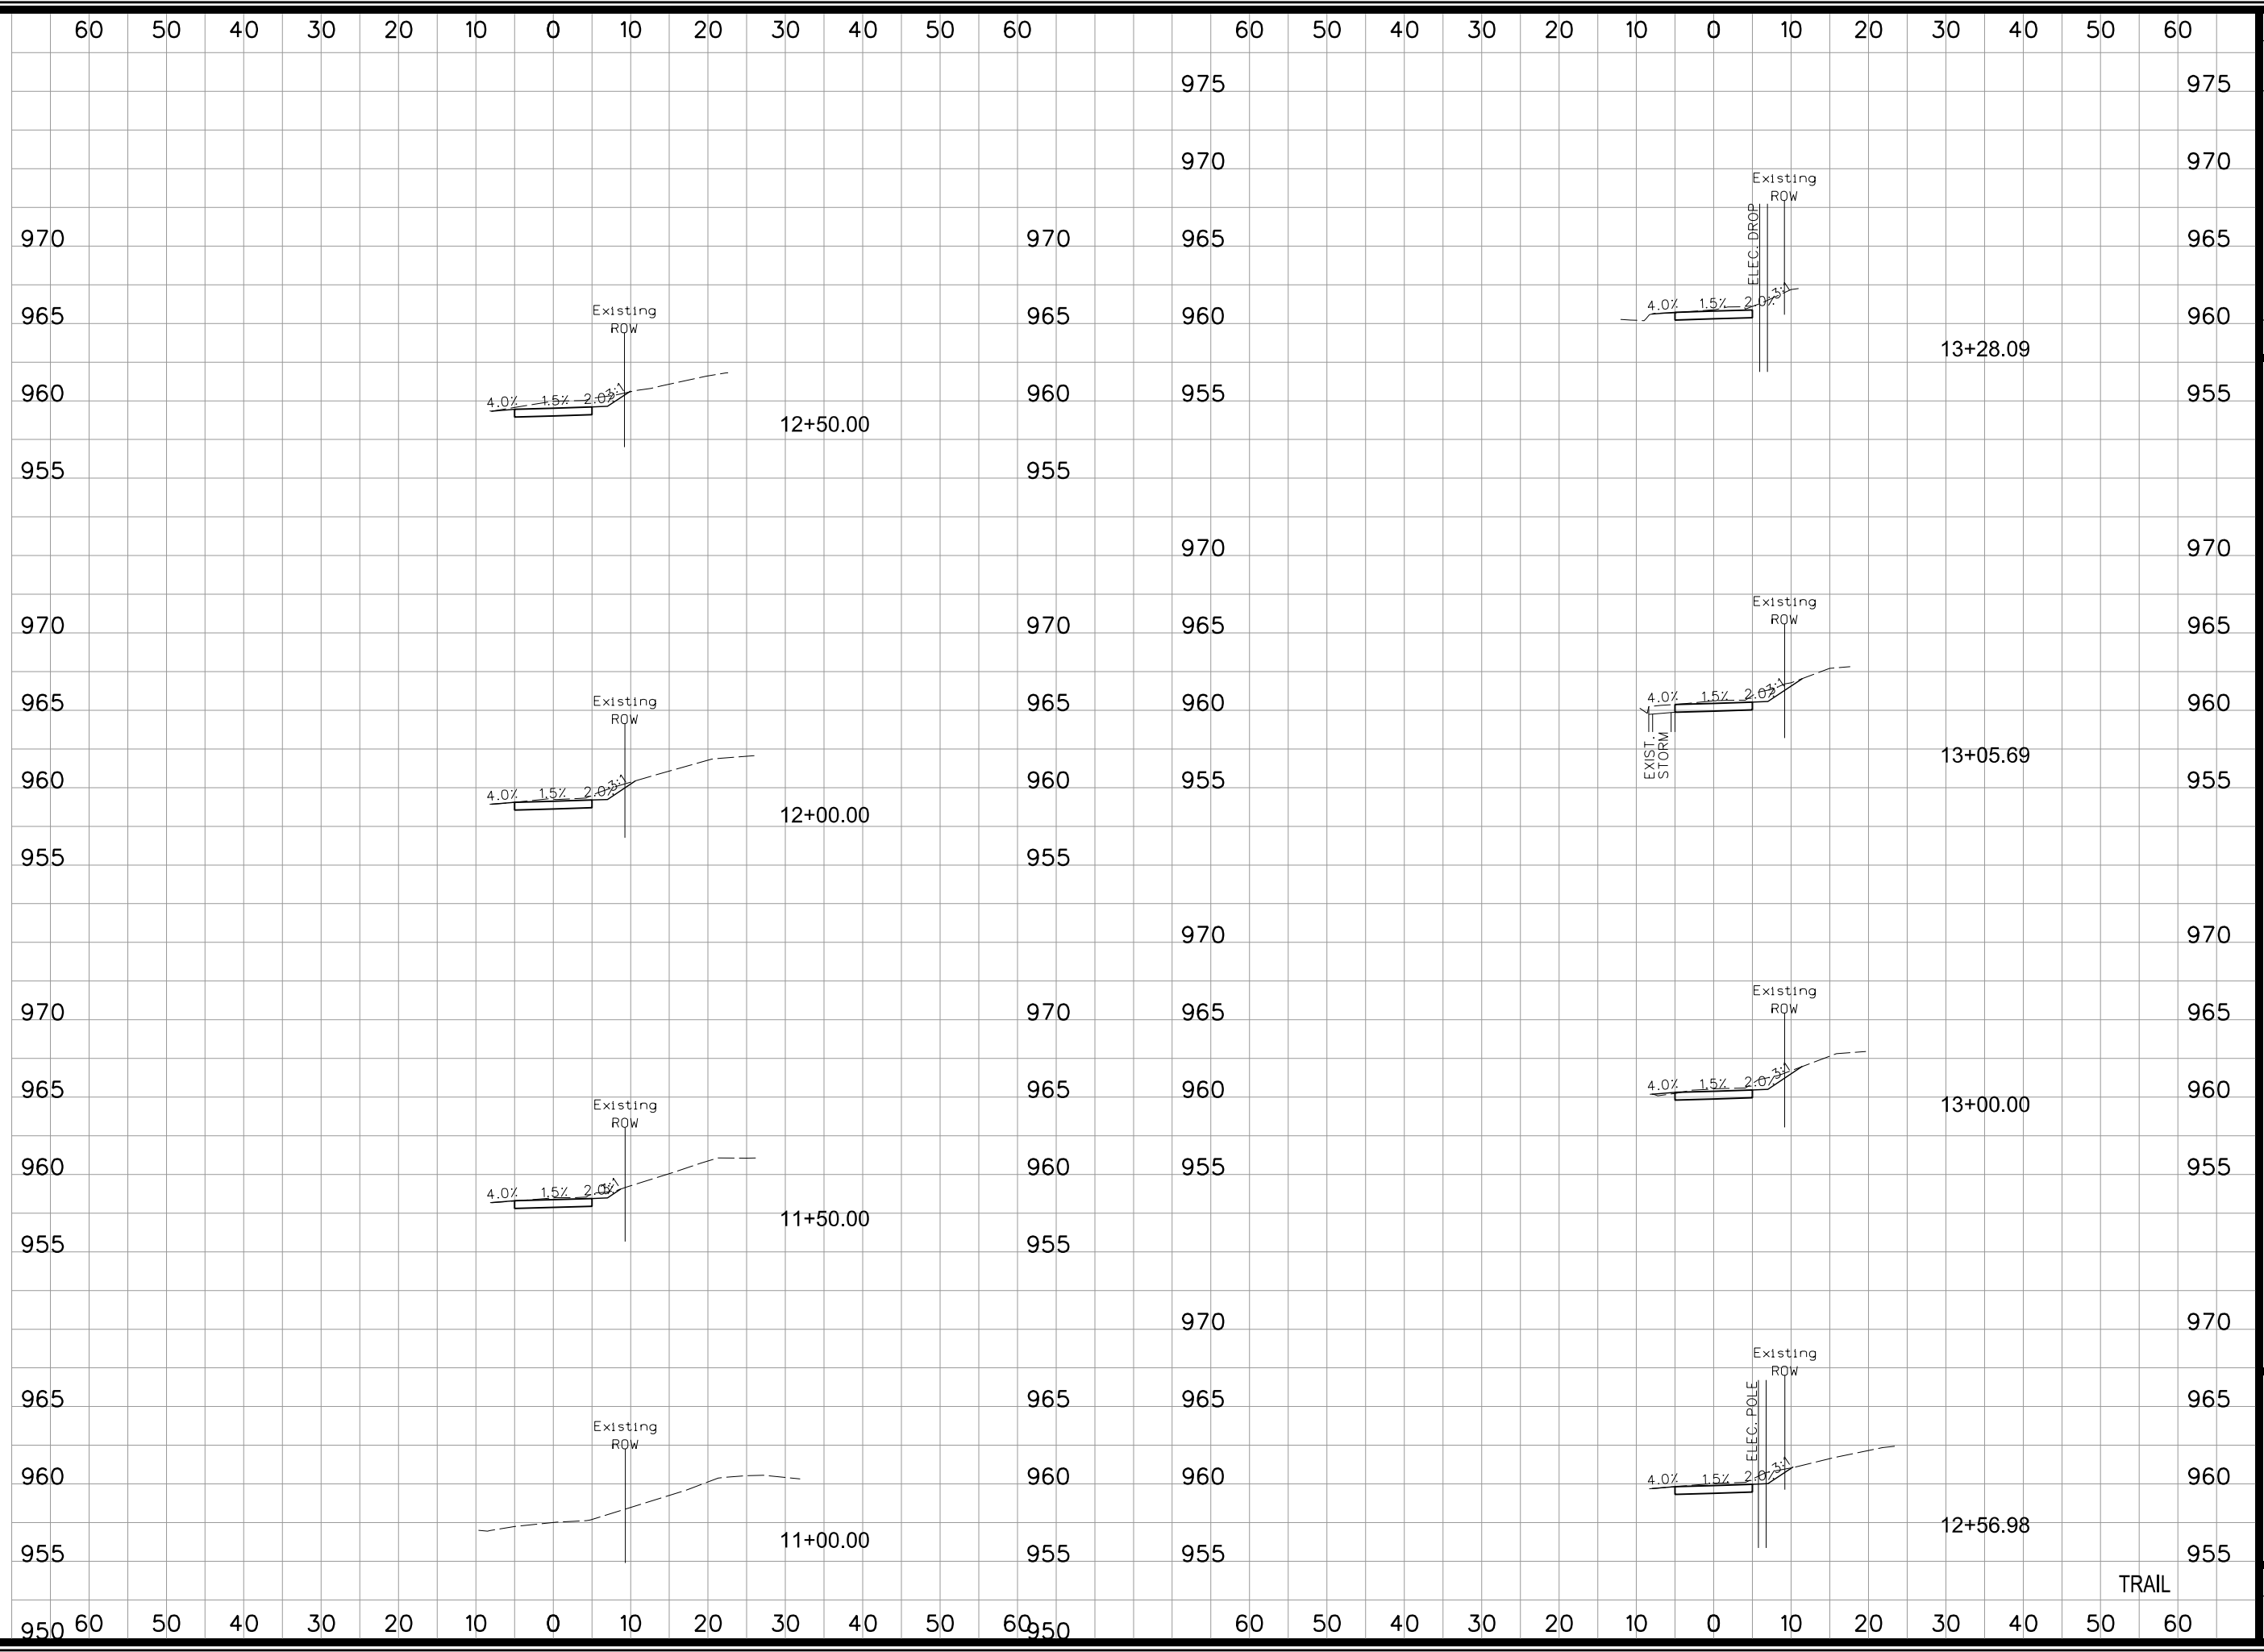 60 50 40 30 20 10 0 10 20 30 40 50 60 60 50 40 30 20 10 0 10 20 30 40 50 60
970 970
Existing
ROW
965 965
4.0% 1.5% 2.0% 3:1
960 960
12+50.00
955 955
970 970
Existing
ROW
965 965
4.0% 1.5% 2.0% 3:1
960 960
12+00.00
955 955
970 970
Existing
ROW
965 965
4.0% 1.5% 2.0% 3:1
960 960
11+50.00
955 955
965 965
Existing
ROW
960 960
11+00.00
955 955
950 950
975 975
970 970
Existing
ROW
ELEC. DROP
965 965
4.0% 1.5% 2.0% 3:1
960 960
13+28.09
955 955
970 970
Existing
ROW
965 965
4.0% 1.5% 2.0% 3:1
960 960
EXIST.
STORM
13+05.69
955 955
970 970
Existing
ROW
965 965
4.0% 1.5% 2.0% 3:1
960 960
13+00.00
955 955
970 970
Existing
ROW
ELEC. POLE
965 965
4.0% 1.5% 2.0% 3:1
960 960
12+56.98
955 955
TRAIL
60 50 40 30 20 10 0 10 20 30 40 50 60 60 50 40 30 20 10 0 10 20 30 40 50 60